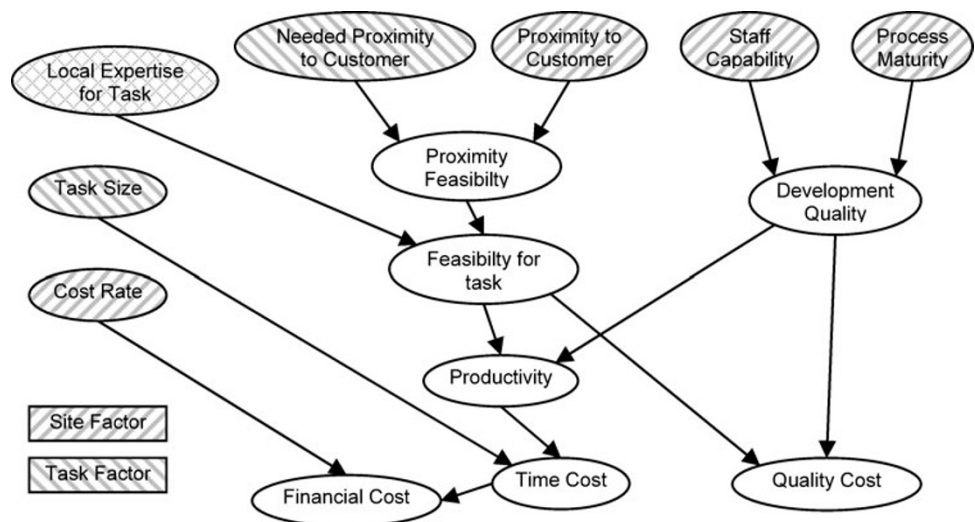 Needed Proximity
to Customer
Proximity to
Customer
Staff
Capability
Process
Maturity
Local Expertise
for Task
Proximity
Feasibilty
Task Size
Development
Quality
Feasibilty for
task
Cost Rate
Productivity
Site Factor
Task Factor
Financial Cost
Time Cost
Quality Cost